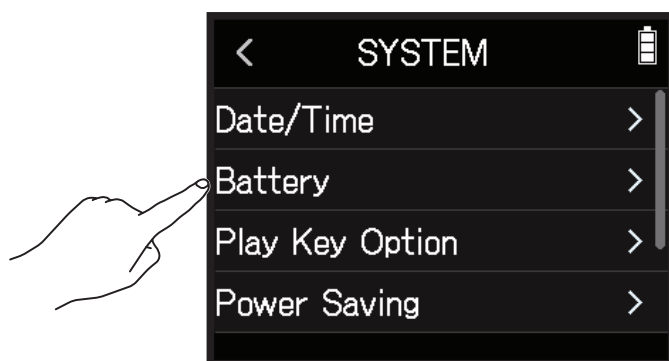 SYSTEM
Date/Time
Battery
Play Key Option
Power Saving